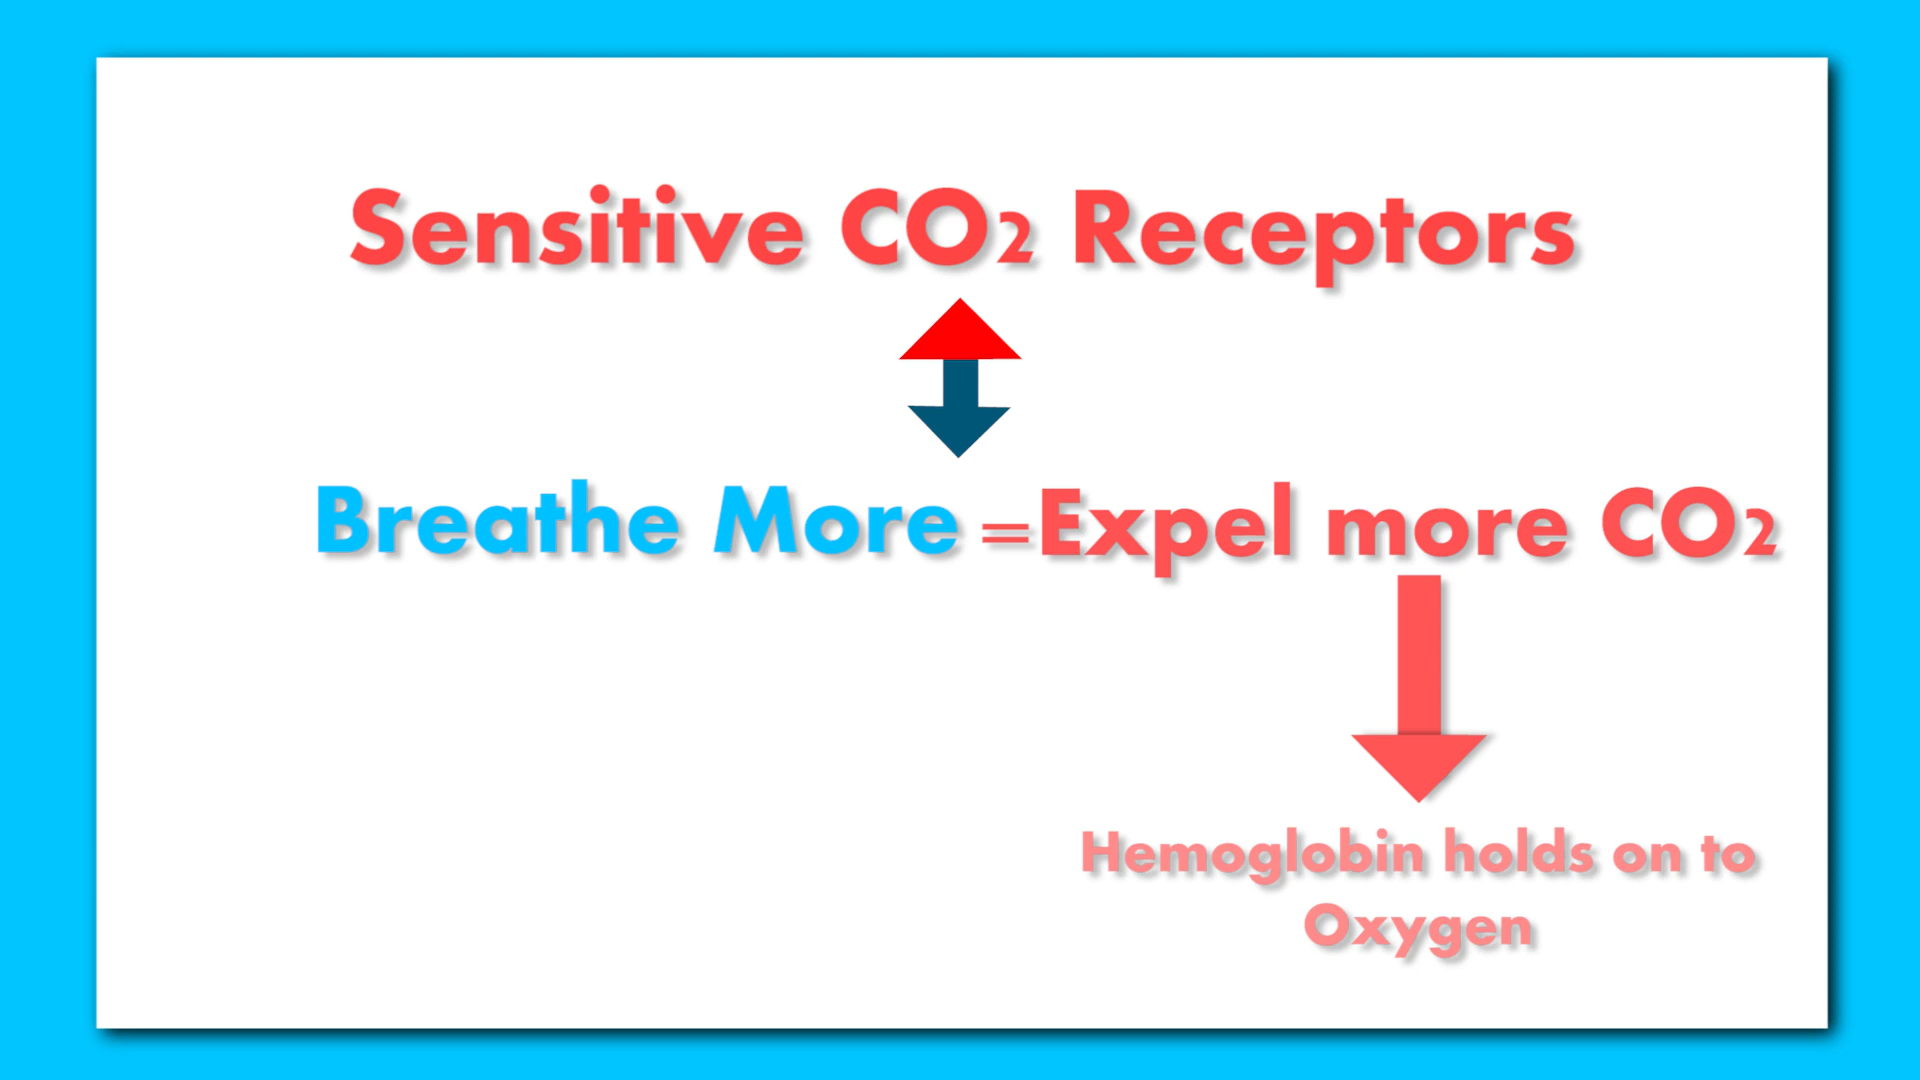 Sensitive CO2 Receptors
Breathe More =Expel more CO2
Hemoglobin holds on to
Oxygen